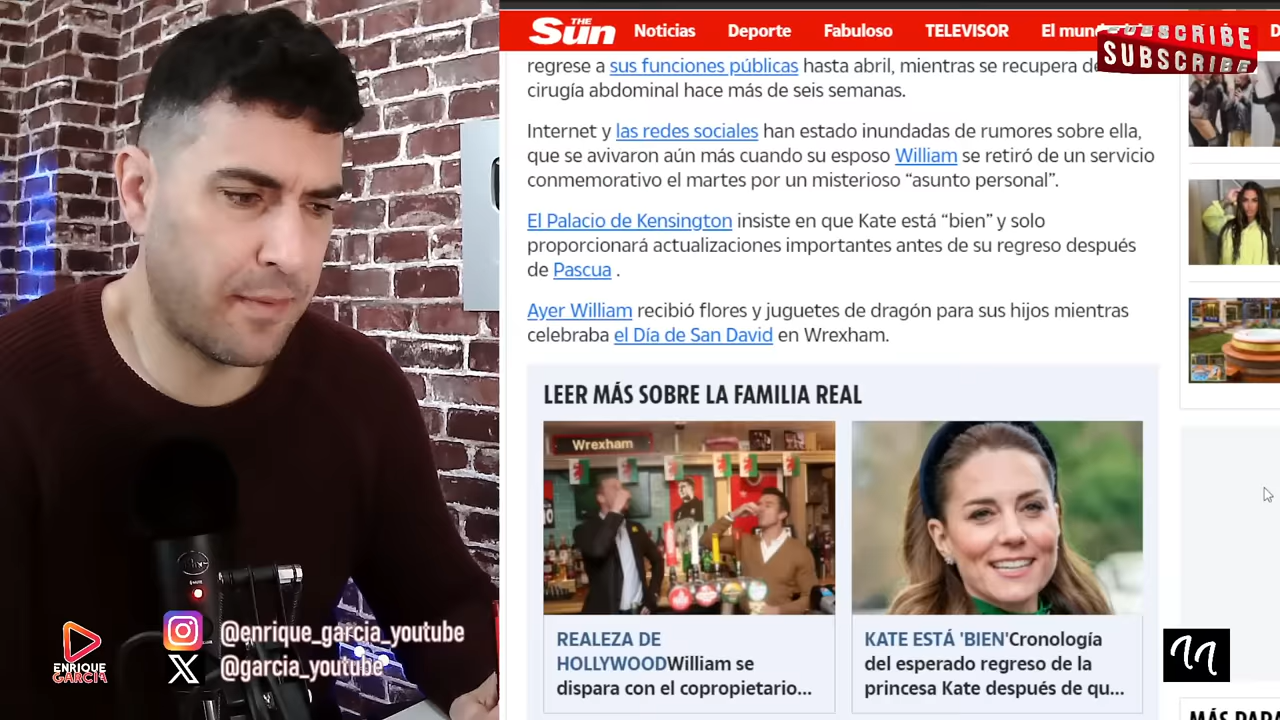 THE
Sun
Noticias
Deporte
Fabuloso
TELEVISOR
SUBSCRIBE
SUBSCRIBE
regrese a sus funciones públicas hasta abril, mientras se recupera
cirugía abdominal hace más de seis semanas.
Internet y las redes sociales han estado inundadas de rumores sobre ella,
que se avivaron aún más cuando su esposo William se retiró de un servicio
conmemorativo el martes por un misterioso “asunto personal”.
El Palacio de Kensington insiste en que Kate está “bien” y solo
proporcionará actualizaciones importantes antes de su regreso después
de Pascua .
Ayer William recibió flores y juguetes de dragón para sus hijos mientras
celebraba el Día de San David en Wrexham.
LEER MÁS SOBRE LA FAMILIA REAL
Wrexham
REALEZA DE
HOLLYWOODWilliam se
dispara con el copropietario...
KATE ESTÁ 'BIEN'Cronología
del esperado regreso de la
princesa Kate después de qu...
ENRIQUE
GARCIA
@enrique_garcia_youtube
@garcia_youtube